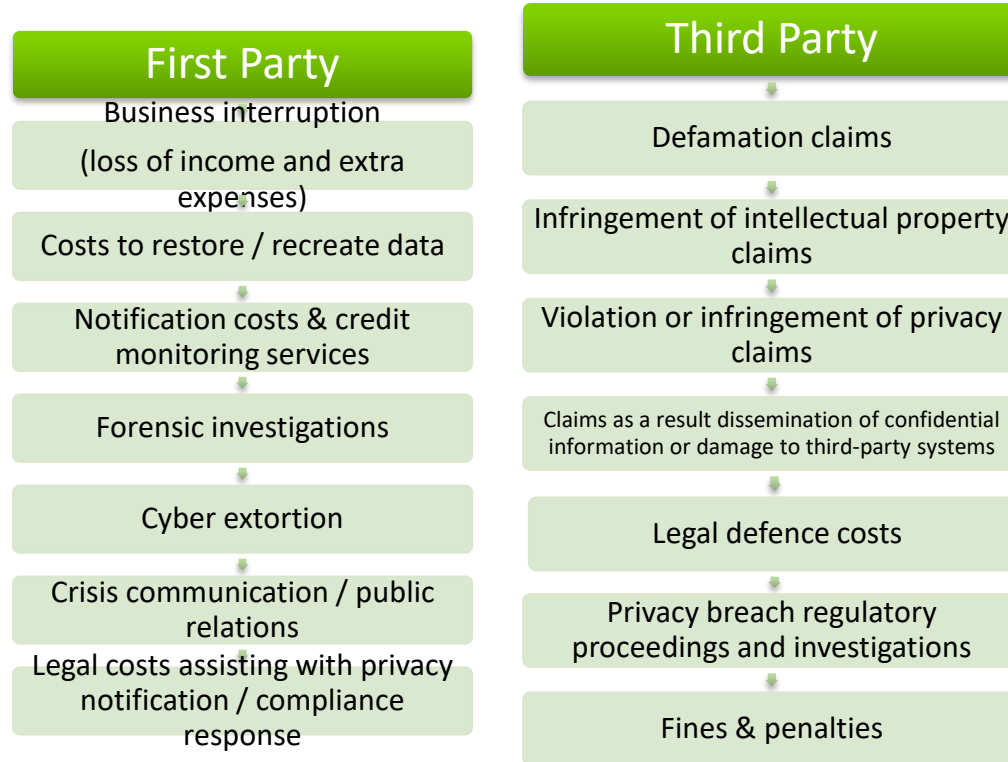 First Party
Business interruption
(loss of income and extra
expenses)
Costs to restore / recreate data
Notification costs & credit
monitoring services
Forensic investigations
Cyber extortion
Crisis communication / public
relations
Legal costs assisting with privacy
notification / compliance
response
Third Party
Defamation claims
Infringement of intellectual property
claims
Violation or infringement of privacy
claims
Claims as a result dissemination of confidential
information or damage to third-party systems
Legal defence costs
Privacy breach regulatory
proceedings and investigations
Fines & penalties